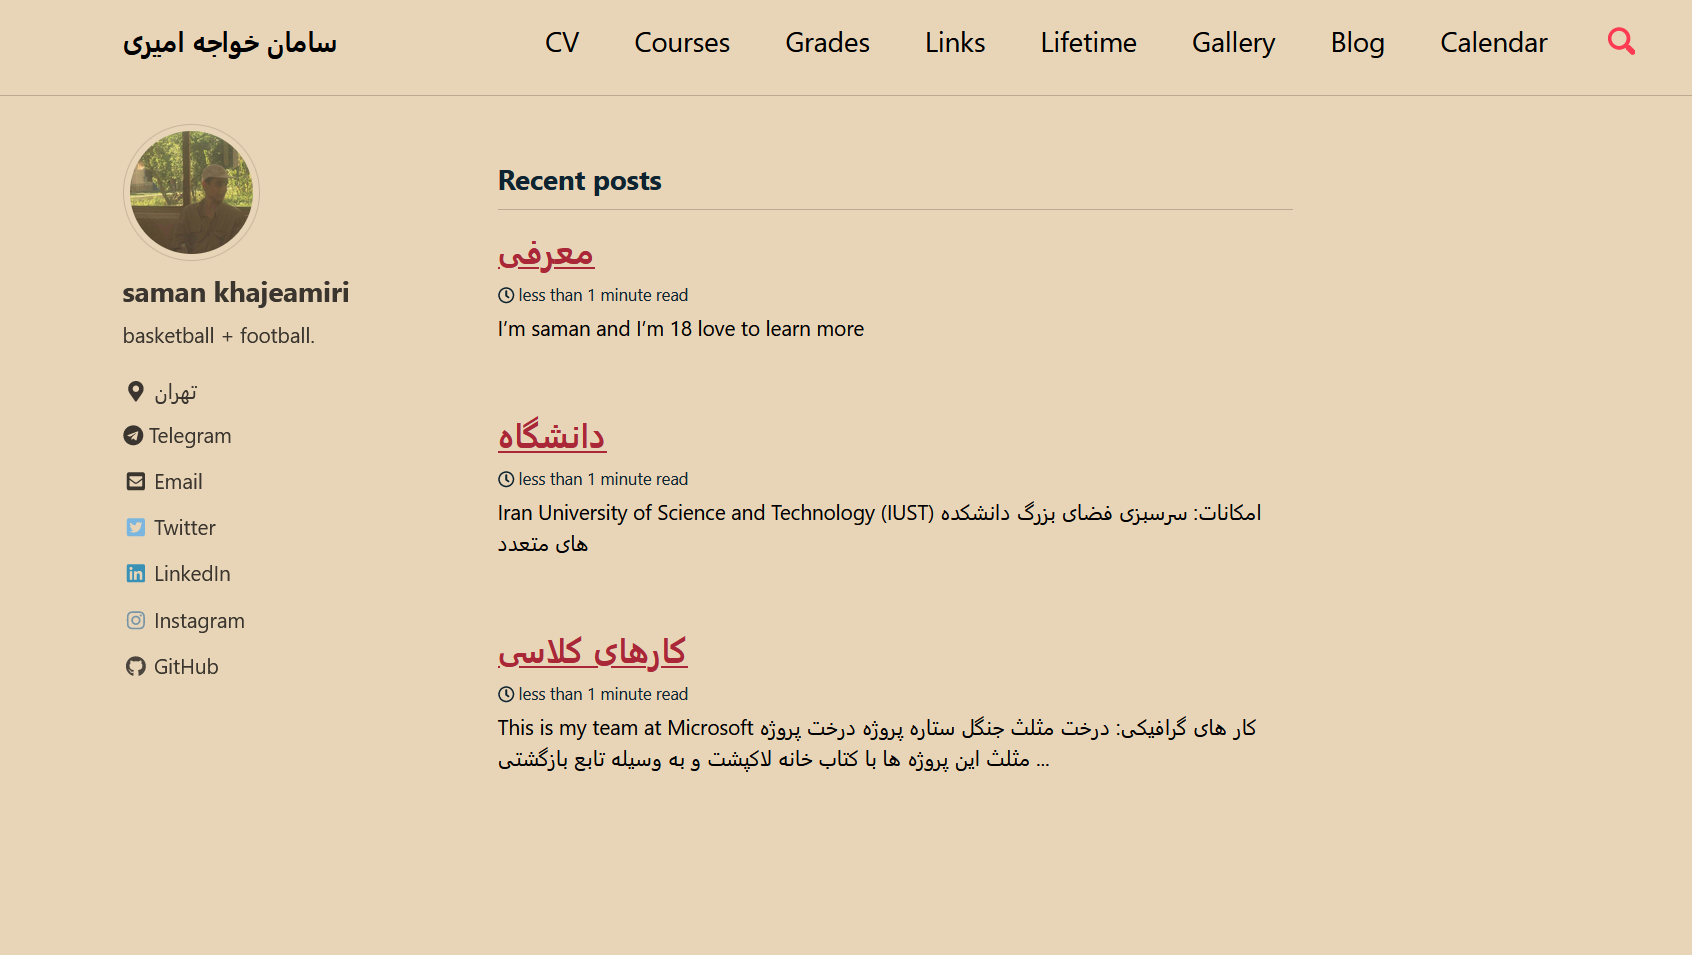 سامان خواجه امیری
CV Courses Grades Links Lifetime Gallery Blog Calendar
saman khajeamiri
basketball + football.
تهران
Telegram
Email
Twitter
LinkedIn
Instagram
GitHub
Recent posts
معرفی
less than 1 minute read
I’m saman and I’m 18 love to learn more
دانشگاه
less than 1 minute read
Iran University of Science and Technology (IUST) امکانات: سرسبزی فضای بزرگ دانشکده
های متعدد
کارهای کلاسی
less than 1 minute read
This is my team at Microsoft کار های گرافیکی: درخت مثلث جنگل ستاره پروژه درخت پروژه
مثلث این پروژه ها با کتاب خانه لاکپشت و به وسیله تابع بازگشتی ...